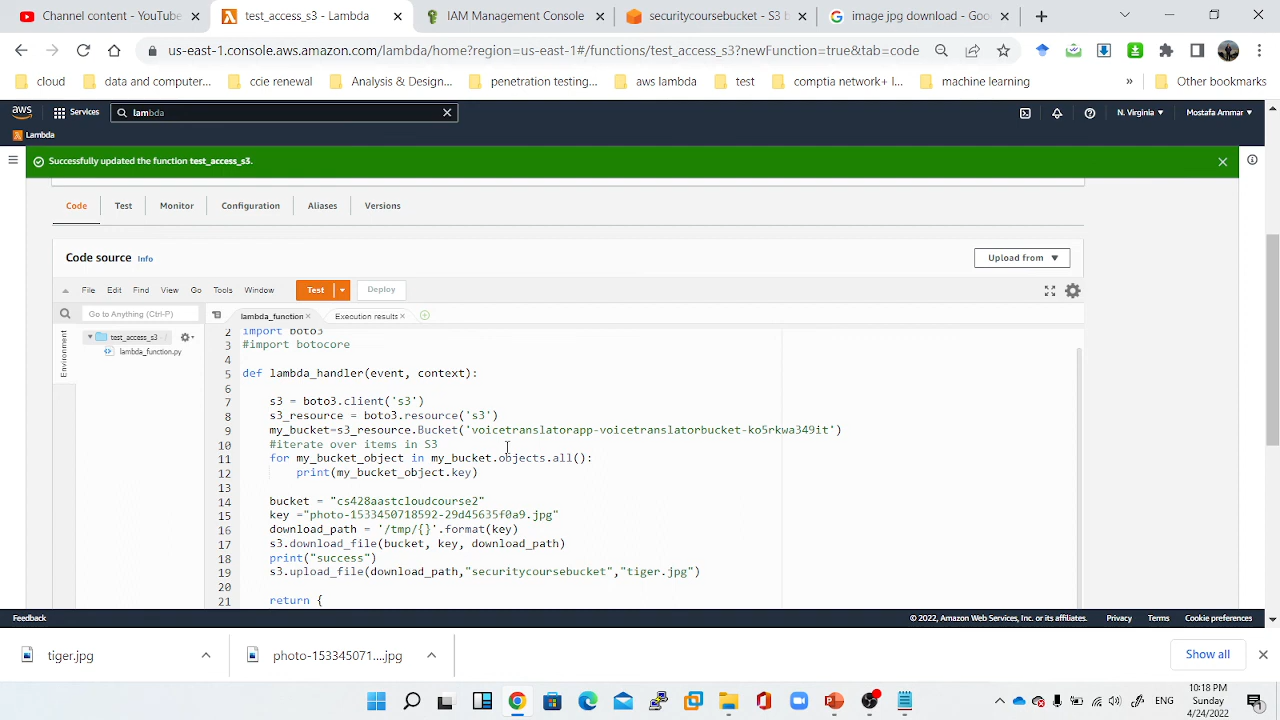 Channel content - YouTube
test_access_s3 - Lambda
IAM Management Console
securitycoursebucket - S3 b
image jpg download - Goo
us-east-1.console.aws.amazon.com/lambda/home?region=us-east-1#/functions/test_access_s3?newFunction=true&tab=code
cloud
data and computer...
ccie renewal
Analysis & Design...
penetration testing...
aws lambda
test
comptia network+ l...
machine learning
»
Other bookmarks
aws
Services
lambda
N. Virginia
Mostafa Ammar
Lambda
Successfully updated the function test_access_s3.
Code
Test
Monitor
Configuration
Aliases
Versions
Code source Info
Upload from
File Edit Find View Go Tools Window
Test
Deploy
Go to Anything (Ctrl-P)
lambda_function
Execution results
Environment
test_access_s3
lambda_function.py
2 import boto3
3 #import botocore
4
5 def lambda_handler(event, context):
6
7 s3 = boto3.client('s3')
8 s3_resource = boto3.resource('s3')
9 my_bucket=s3_resource.Bucket('voicetranslatorapp-voicetranslatorbucket-ko5rkwa349it')
10 #iterate over items in S3
11 for my_bucket_object in my_bucket.objects.all():
12 print(my_bucket_object.key)
13
14 bucket = "cs428aastcloudcourse2"
15 key ="photo-1533450718592-29d45635f0a9.jpg"
16 download_path = '/tmp/{}'.format(key)
17 s3.download_file(bucket, key, download_path)
18 print("success")
19 s3.upload_file(download_path,"securitycoursebucket","tiger.jpg")
20
21 return {
Feedback
© 2022, Amazon Web Services, Inc. or its affiliates.
Privacy
Terms
Cookie preferences
tiger.jpg
photo-153345071....jpg
Show all
ENG
10:18 PM
Sunday
4/24/2022